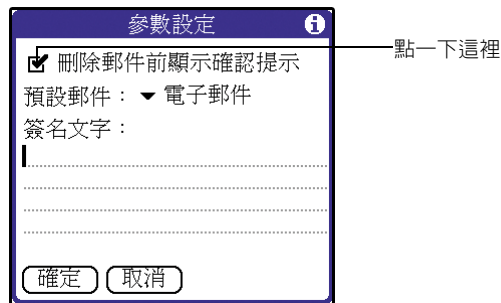 參數設定
刪除郵件前顯示確認提示
點一下這裡
預設郵件： 電子郵件
簽名文字：
確定 取消